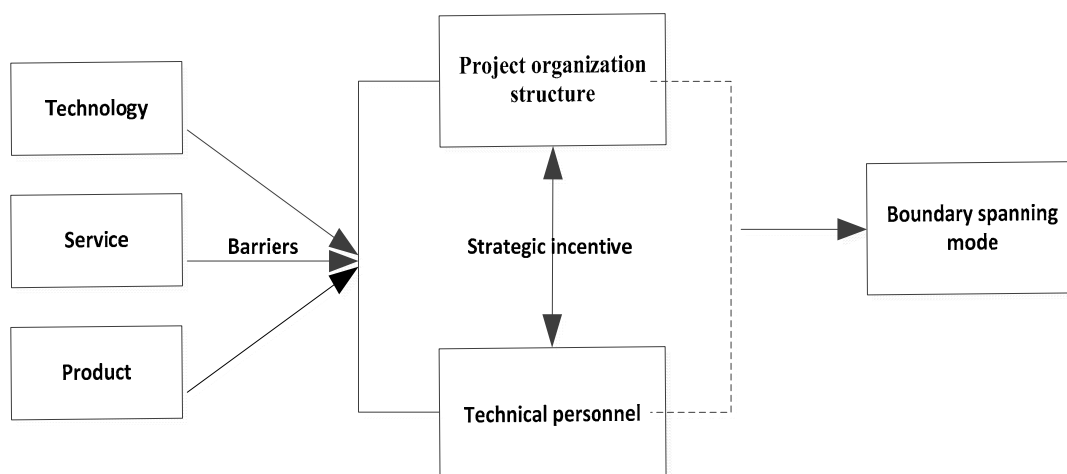 Technology
Service
Product
Barriers
Project organization
structure
Strategic incentive
Technical personnel
Boundary spanning
mode